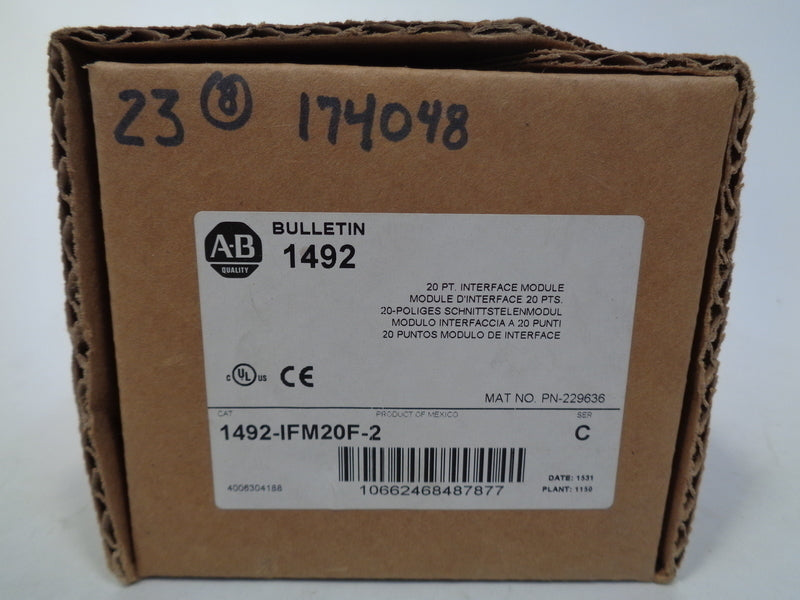 23 8 174048
A-B
QUALITY
BULLETIN
1492
20 PT. INTERFACE MODULE
MODULE D'INTERFACE 20 PTS.
20-POLIGES SCHNITTSTELENMODUL
MODULO INTERFACCIA A 20 PUNTI
20 PUNTOS MODULO DE INTERFACE
C UL US CE
MAT NO. PN-229636
CAT PRODUCT OF MEXICO SER
1492-IFM20F-2 C
4006304188 10662468487877
DATE: 1531
PLANT: 1150